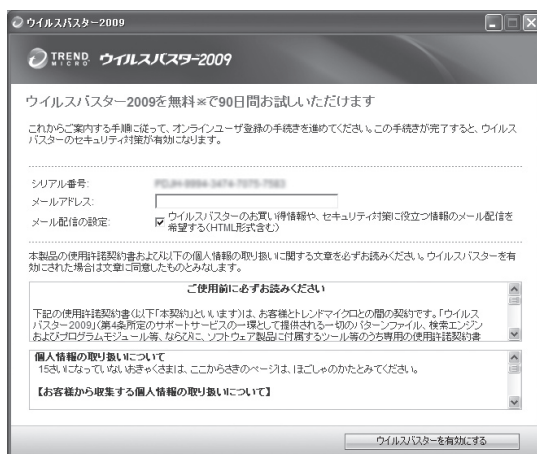 ウイルスバスター2009
TREND MICRO ウイルスバスター2009
ウイルスバスター2009を無料※で90日間お試しいただけます
これからご案内する手順に従って、オンラインユーザ登録の手続きを進めてください。この手続きが完了すると、ウイルス
バスターのセキュリティ対策が有効になります。
シリアル番号:
メールアドレス:
メール配信の設定:
ウイルスバスターのお買い得情報や、セキュリティ対策に役立つ情報のメール配信を
希望する(HTML形式含む)
本製品の使用許諾契約書および以下の個人情報の取り扱いに関する文章を必ずお読みください。ウイルスバスターを有
効にされた場合は文章に同意したものとみなします。
ご使用前に必ずお読みください
下記の使用許諾契約書(以下「本契約」といいます)は、お客様とトレンドマイクロとの間の契約です。「ウイルス
バスター2009」(第4条所定のサポートサービスの一環として提供される一切のパターンファイル、検索エンジン
およびプログラムモジュール等、ならびに、ソフトウェア製品に付属するツール等のうち専用の使用許諾契約書
個人情報の取り扱いについて
15さいになっていないおきゃくさまは、ここからさきのページは、ほごしゃのかたとみてください。
【お客様から収集する個人情報の取り扱いについて】
ウイルスバスターを有効にする